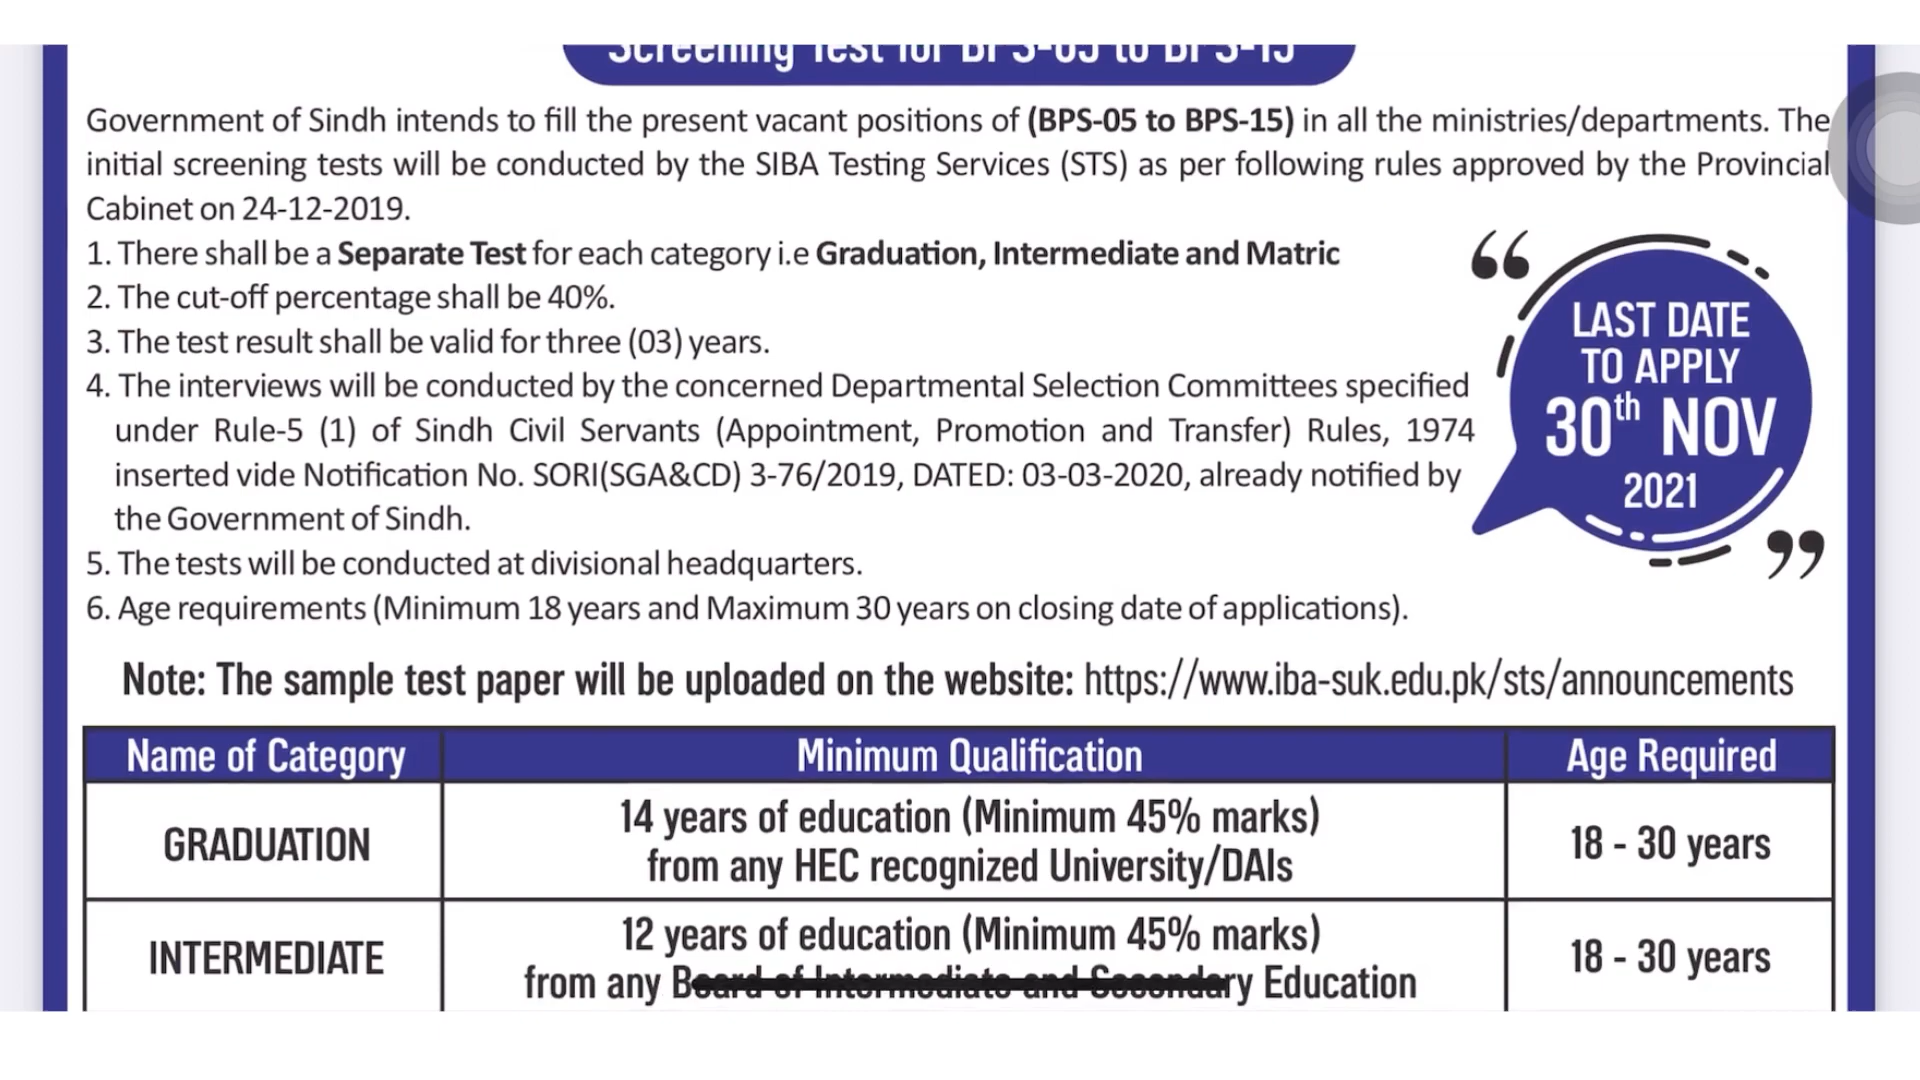 Screening Test for BPS-05 to BPS-15
Government of Sindh intends to fill the present vacant positions of (BPS-05 to BPS-15) in all the ministries/departments. The
initial screening tests will be conducted by the SIBA Testing Services (STS) as per following rules approved by the Provincial
Cabinet on 24-12-2019.
1. There shall be a Separate Test for each category i.e Graduation, Intermediate and Matric
2. The cut-off percentage shall be 40%.
3. The test result shall be valid for three (03) years.
4. The interviews will be conducted by the concerned Departmental Selection Committees specified
under Rule-5 (1) of Sindh Civil Servants (Appointment, Promotion and Transfer) Rules, 1974
inserted vide Notification No. SORI(SGA&CD) 3-76/2019, DATED: 03-03-2020, already notified by
the Government of Sindh.
5. The tests will be conducted at divisional headquarters.
6. Age requirements (Minimum 18 years and Maximum 30 years on closing date of applications).
“ LAST DATE
TO APPLY
30th NOV
2021 ”
Note: The sample test paper will be uploaded on the website: https://www.iba-suk.edu.pk/sts/announcements
Name of Category Minimum Qualification Age Required
GRADUATION
14 years of education (Minimum 45% marks)
from any HEC recognized University/DAIs
18 - 30 years
INTERMEDIATE
12 years of education (Minimum 45% marks)
from any Board of Intermediate and Secondary Education
18 - 30 years